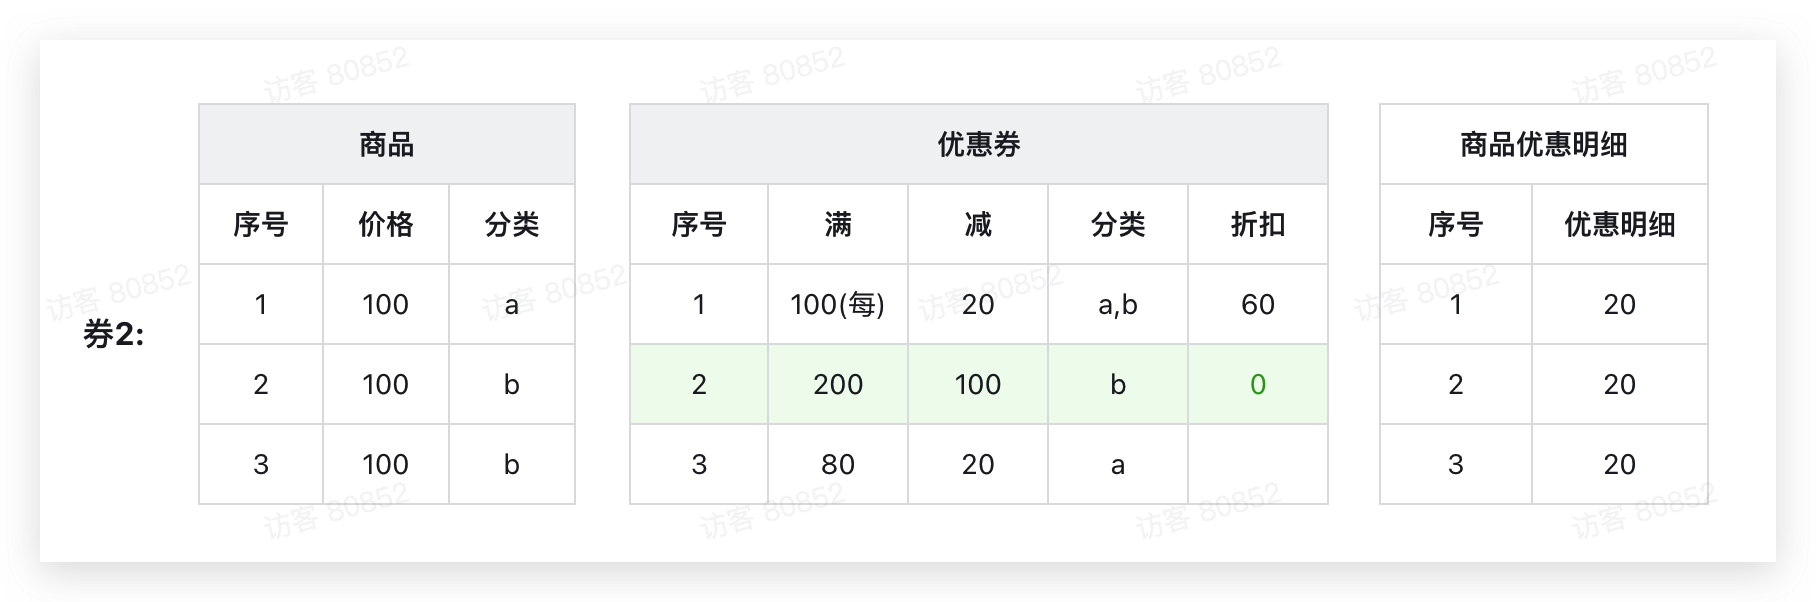 访客 80852 访客 80852 访客 80852 访客 80852
商品 优惠券 商品优惠明细
序号 价格 分类 序号 满 减 分类 折扣 序号 优惠明细
访客 80852 访客 80852 访客 80852 访客 80852
1 100 a 1 100(每) 20 a,b 60 1 20
券2:
2 100 b 2 200 100 b 0 2 20
3 100 b 3 80 20 a 3 20
访客 80852 访客 80852 访客 80852 访客 80852